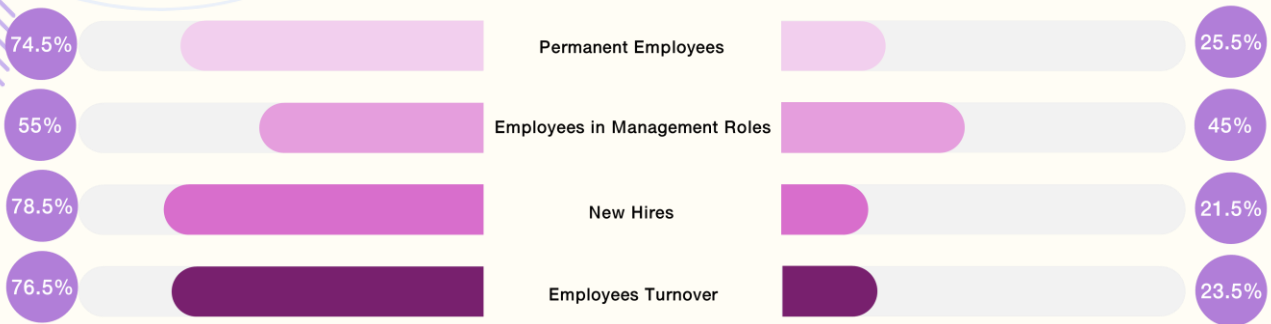 74.5% Permanent Employees 25.5%
55% Employees in Management Roles 45%
78.5% New Hires 21.5%
76.5% Employees Turnover 23.5%